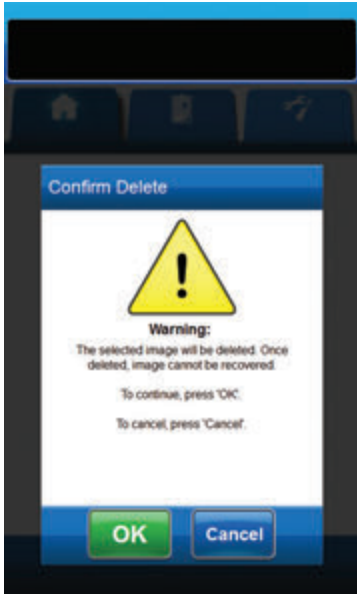 Confirm Delete
!
Warning:
The selected image will be deleted. Once
deleted, image cannot be recovered.
To continue, press 'OK'.
To cancel, press 'Cancel'.
OK
Cancel